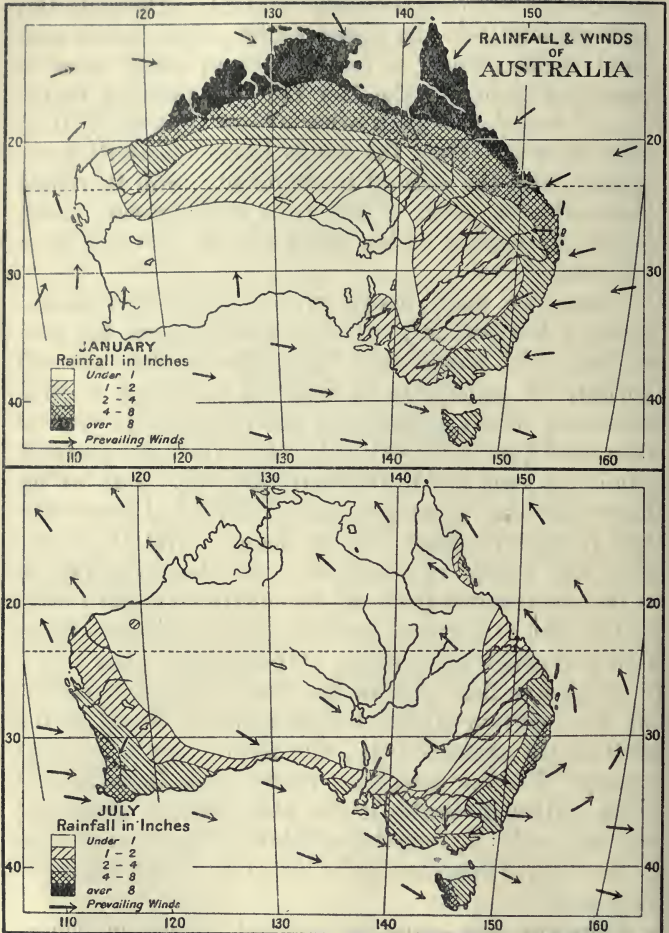 120 130 140 150
RAINFALL & WINDS
OF
AUSTRALIA
20 20
30 30
JANUARY
Rainfall in Inches
Under 1
1 - 2
2 - 4
4 - 8
over 8
Prevailing Winds
40 40
110 120 130 140 150 160
120 130 140 150
20 20
30 30
JULY
Rainfall in Inches
Under 1
1 - 2
2 - 4
4 - 8
over 8
Prevailing Winds
40 40
110 120 130 140 150 160